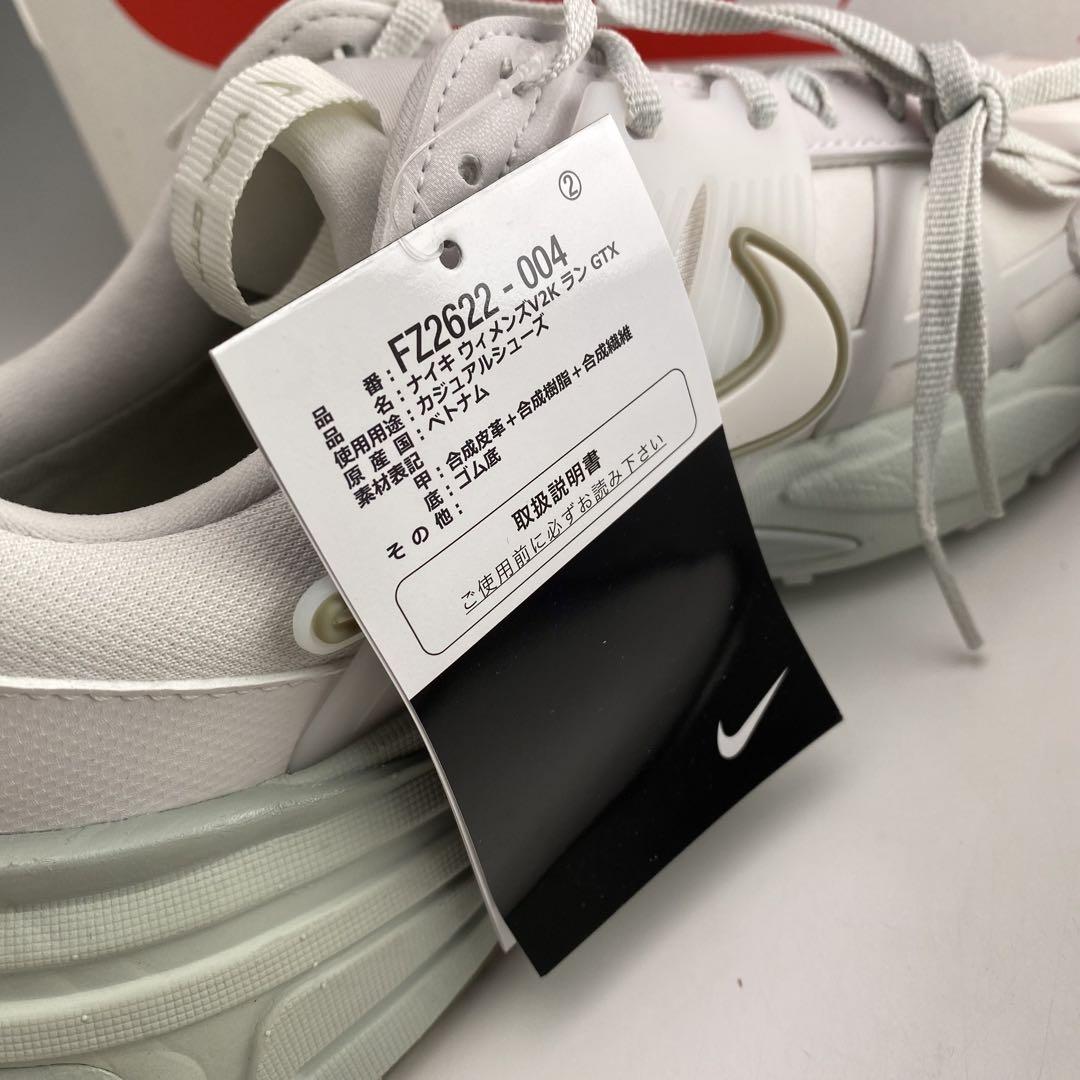 ②
品番：FZ2622-004
品名：ナイキ ウィメンズV2K ラン GTX
使用用途：カジュアルシューズ
原産国：ベトナム
素材表記
甲：合成皮革＋合成樹脂＋合成繊維
底：ゴム底
その他：
取扱説明書
ご使用前に必ずお読み下さい